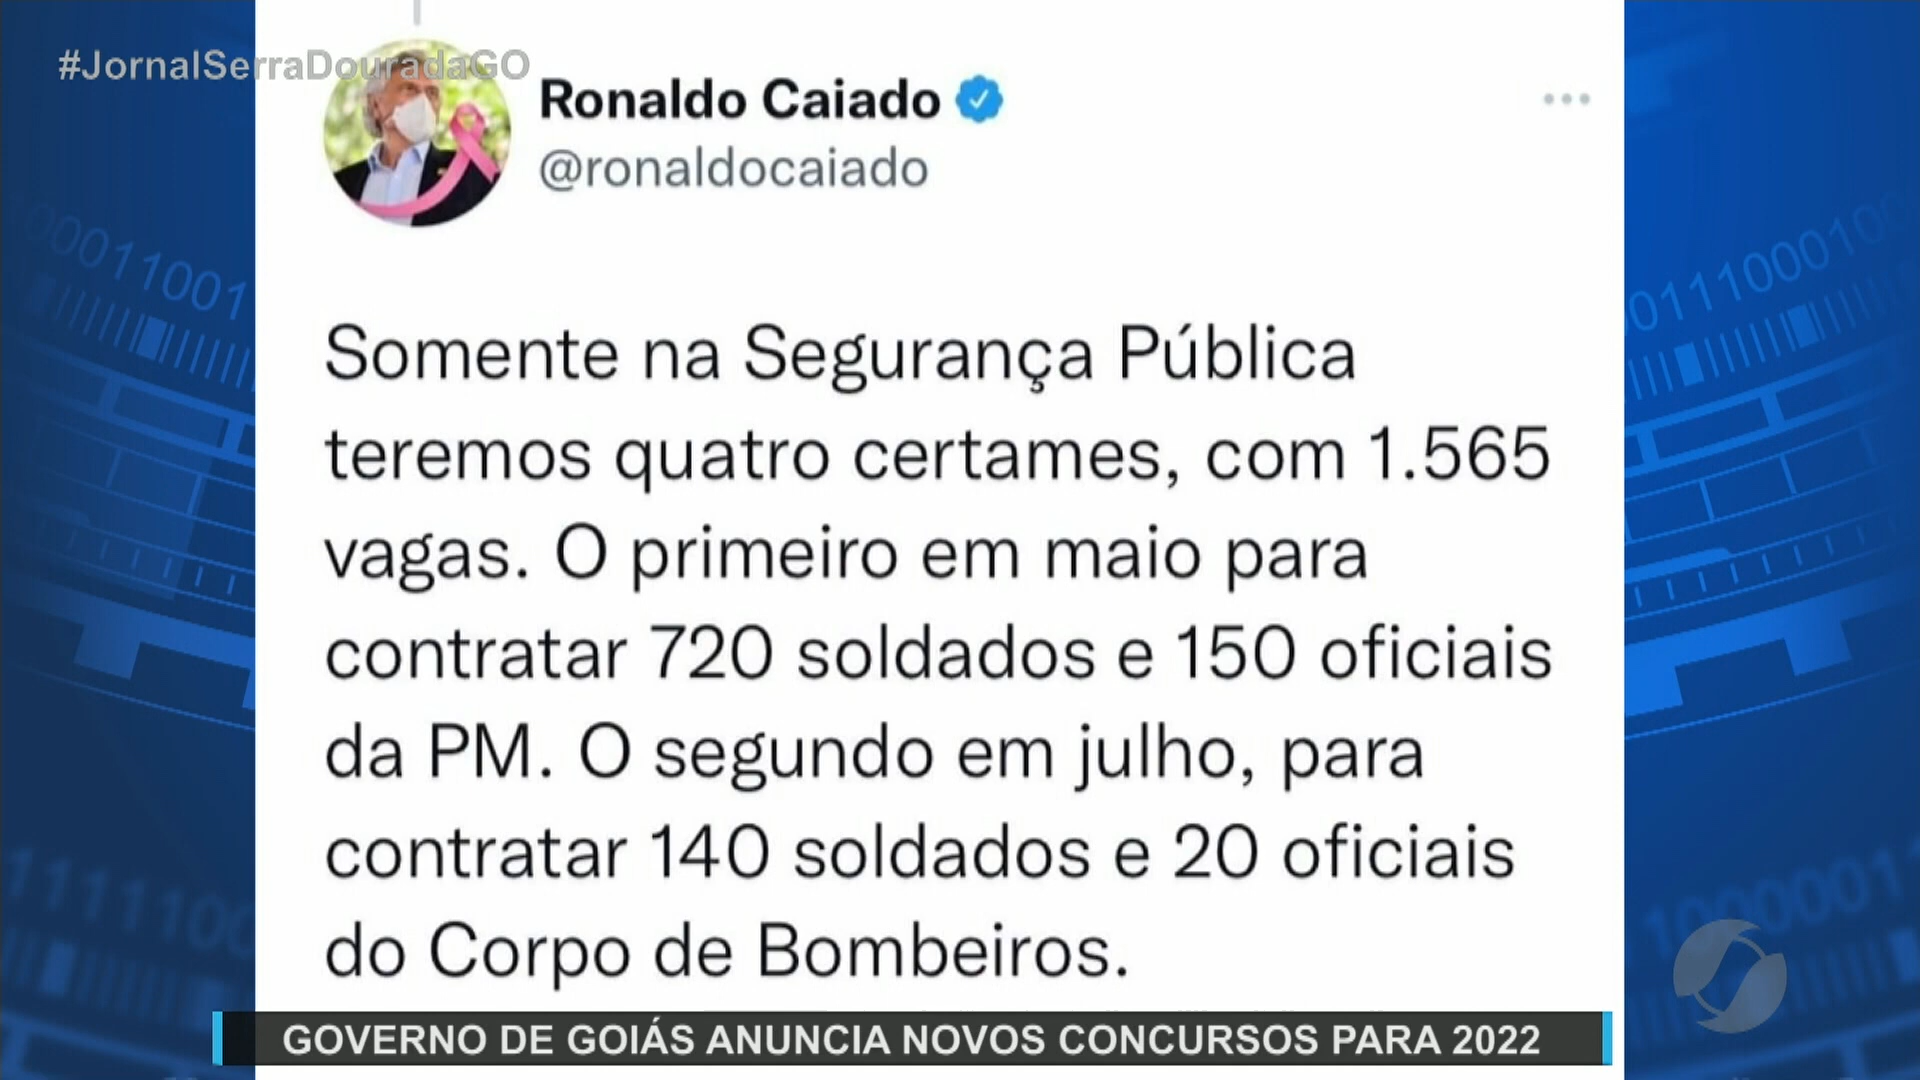 #JornalSerraDouradaGO
Ronaldo Caiado
@ronaldocaiado
Somente na Segurança Pública
teremos quatro certames, com 1.565
vagas. O primeiro em maio para
contratar 720 soldados e 150 oficiais
da PM. O segundo em julho, para
contratar 140 soldados e 20 oficiais
do Corpo de Bombeiros.
GOVERNO DE GOIÁS ANUNCIA NOVOS CONCURSOS PARA 2022